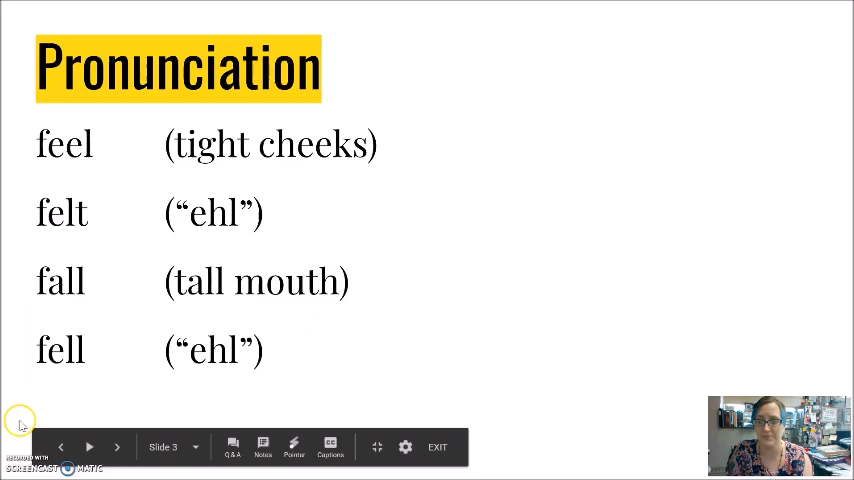 Pronunciation
feel (tight cheeks)
felt (“ehl”)
fall (tall mouth)
fell (“ehl”)
Slide 3
Q & A Notes Pointer Captions EXIT
RECORDED WITH
SCREENCAST MATIC